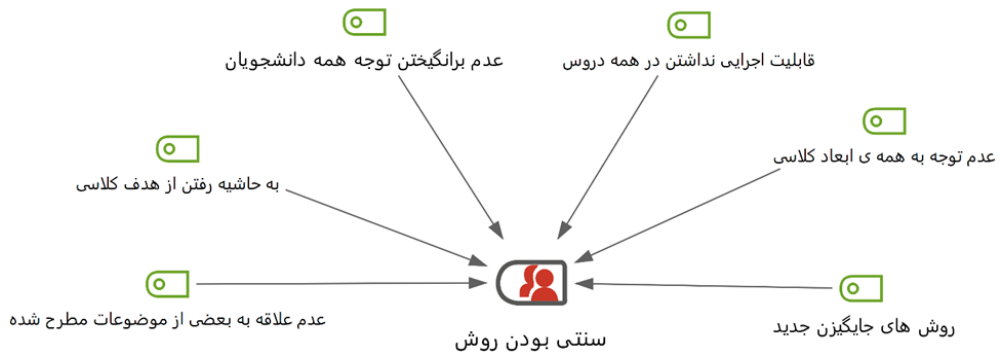 قابلیت اجرایی نداشتن در همه دروس
عدم برانگیختن توجه همه دانشجویان
عدم توجه به همه ی ابعاد کلاسی
به حاشیه رفتن از هدف کلاسی
روش های جایگیزن جدید
عدم علاقه به بعضی از موضوعات مطرح شده
سنتی بودن روش